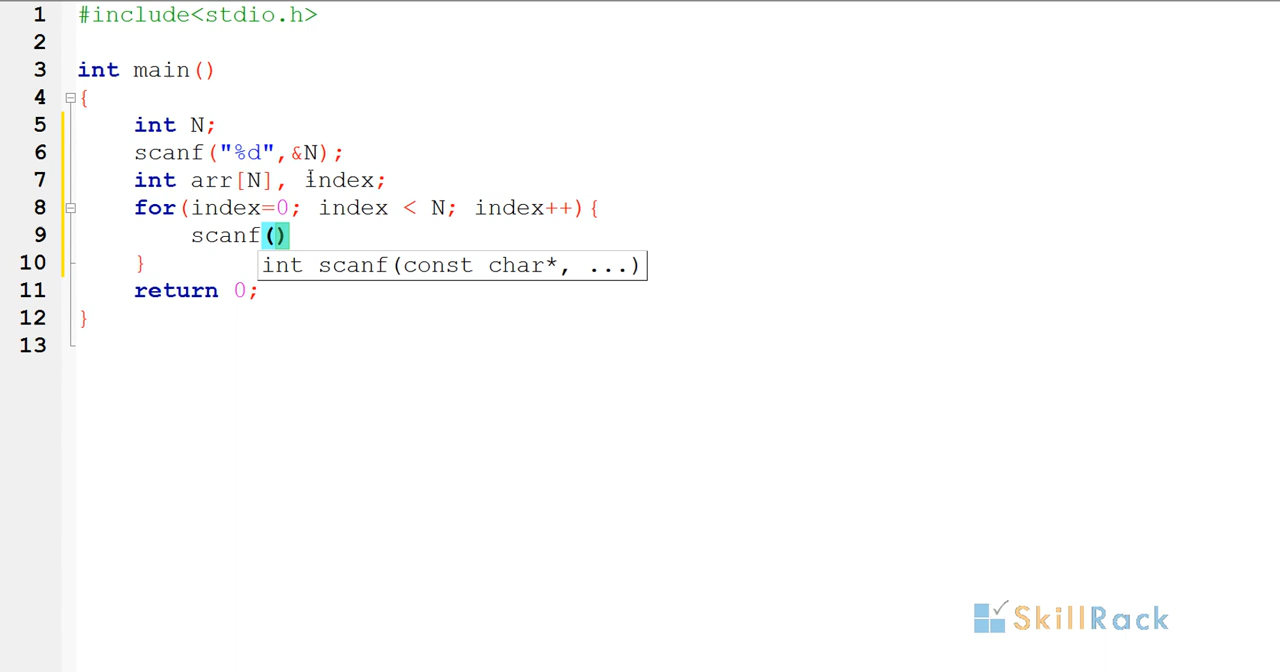 1 #include<stdio.h>
2
3 int main()
4 {
5 int N;
6 scanf("%d",&N);
7 int arr[N], index;
8 for(index=0; index < N; index++){
9 scanf()
int scanf(const char*, ...)
10 }
11 return 0;
12 }
13
SkillRack